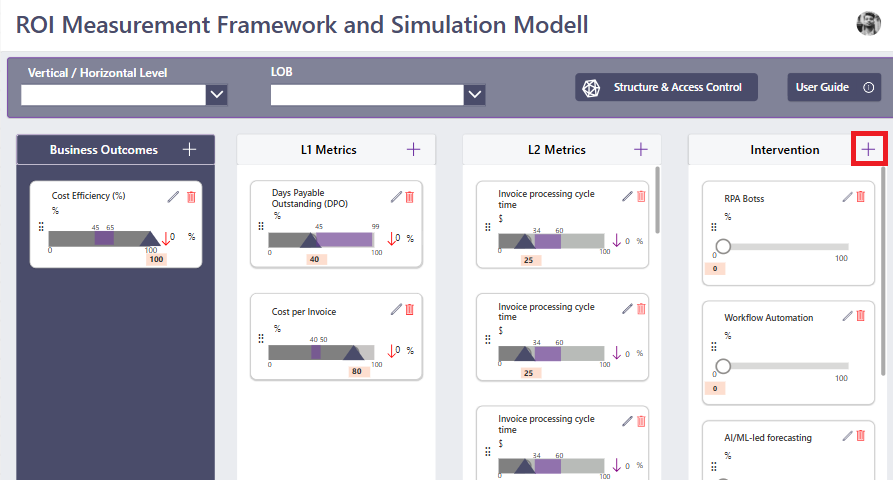 ROI Measurement Framework and Simulation Modell
Vertical / Horizontal Level
LOB
Structure & Access Control
User Guide
Business Outcomes
Cost Efficiency (%)
%
45 65
0 %
0 100
100
L1 Metrics
Days Payable
Outstanding (DPO)
%
45 99
0 %
0 100
40
Cost per Invoice
%
40 50
0 %
0 100
80
L2 Metrics
Invoice processing cycle
time
$
34 60
0 %
0 100
25
Invoice processing cycle
time
$
34 60
0 %
0 100
25
Invoice processing cycle
time
$
34 60
0 %
Intervention
RPA Botss
%
0 100
0
Workflow Automation
%
0 100
0
AI/ML-led forecasting
%